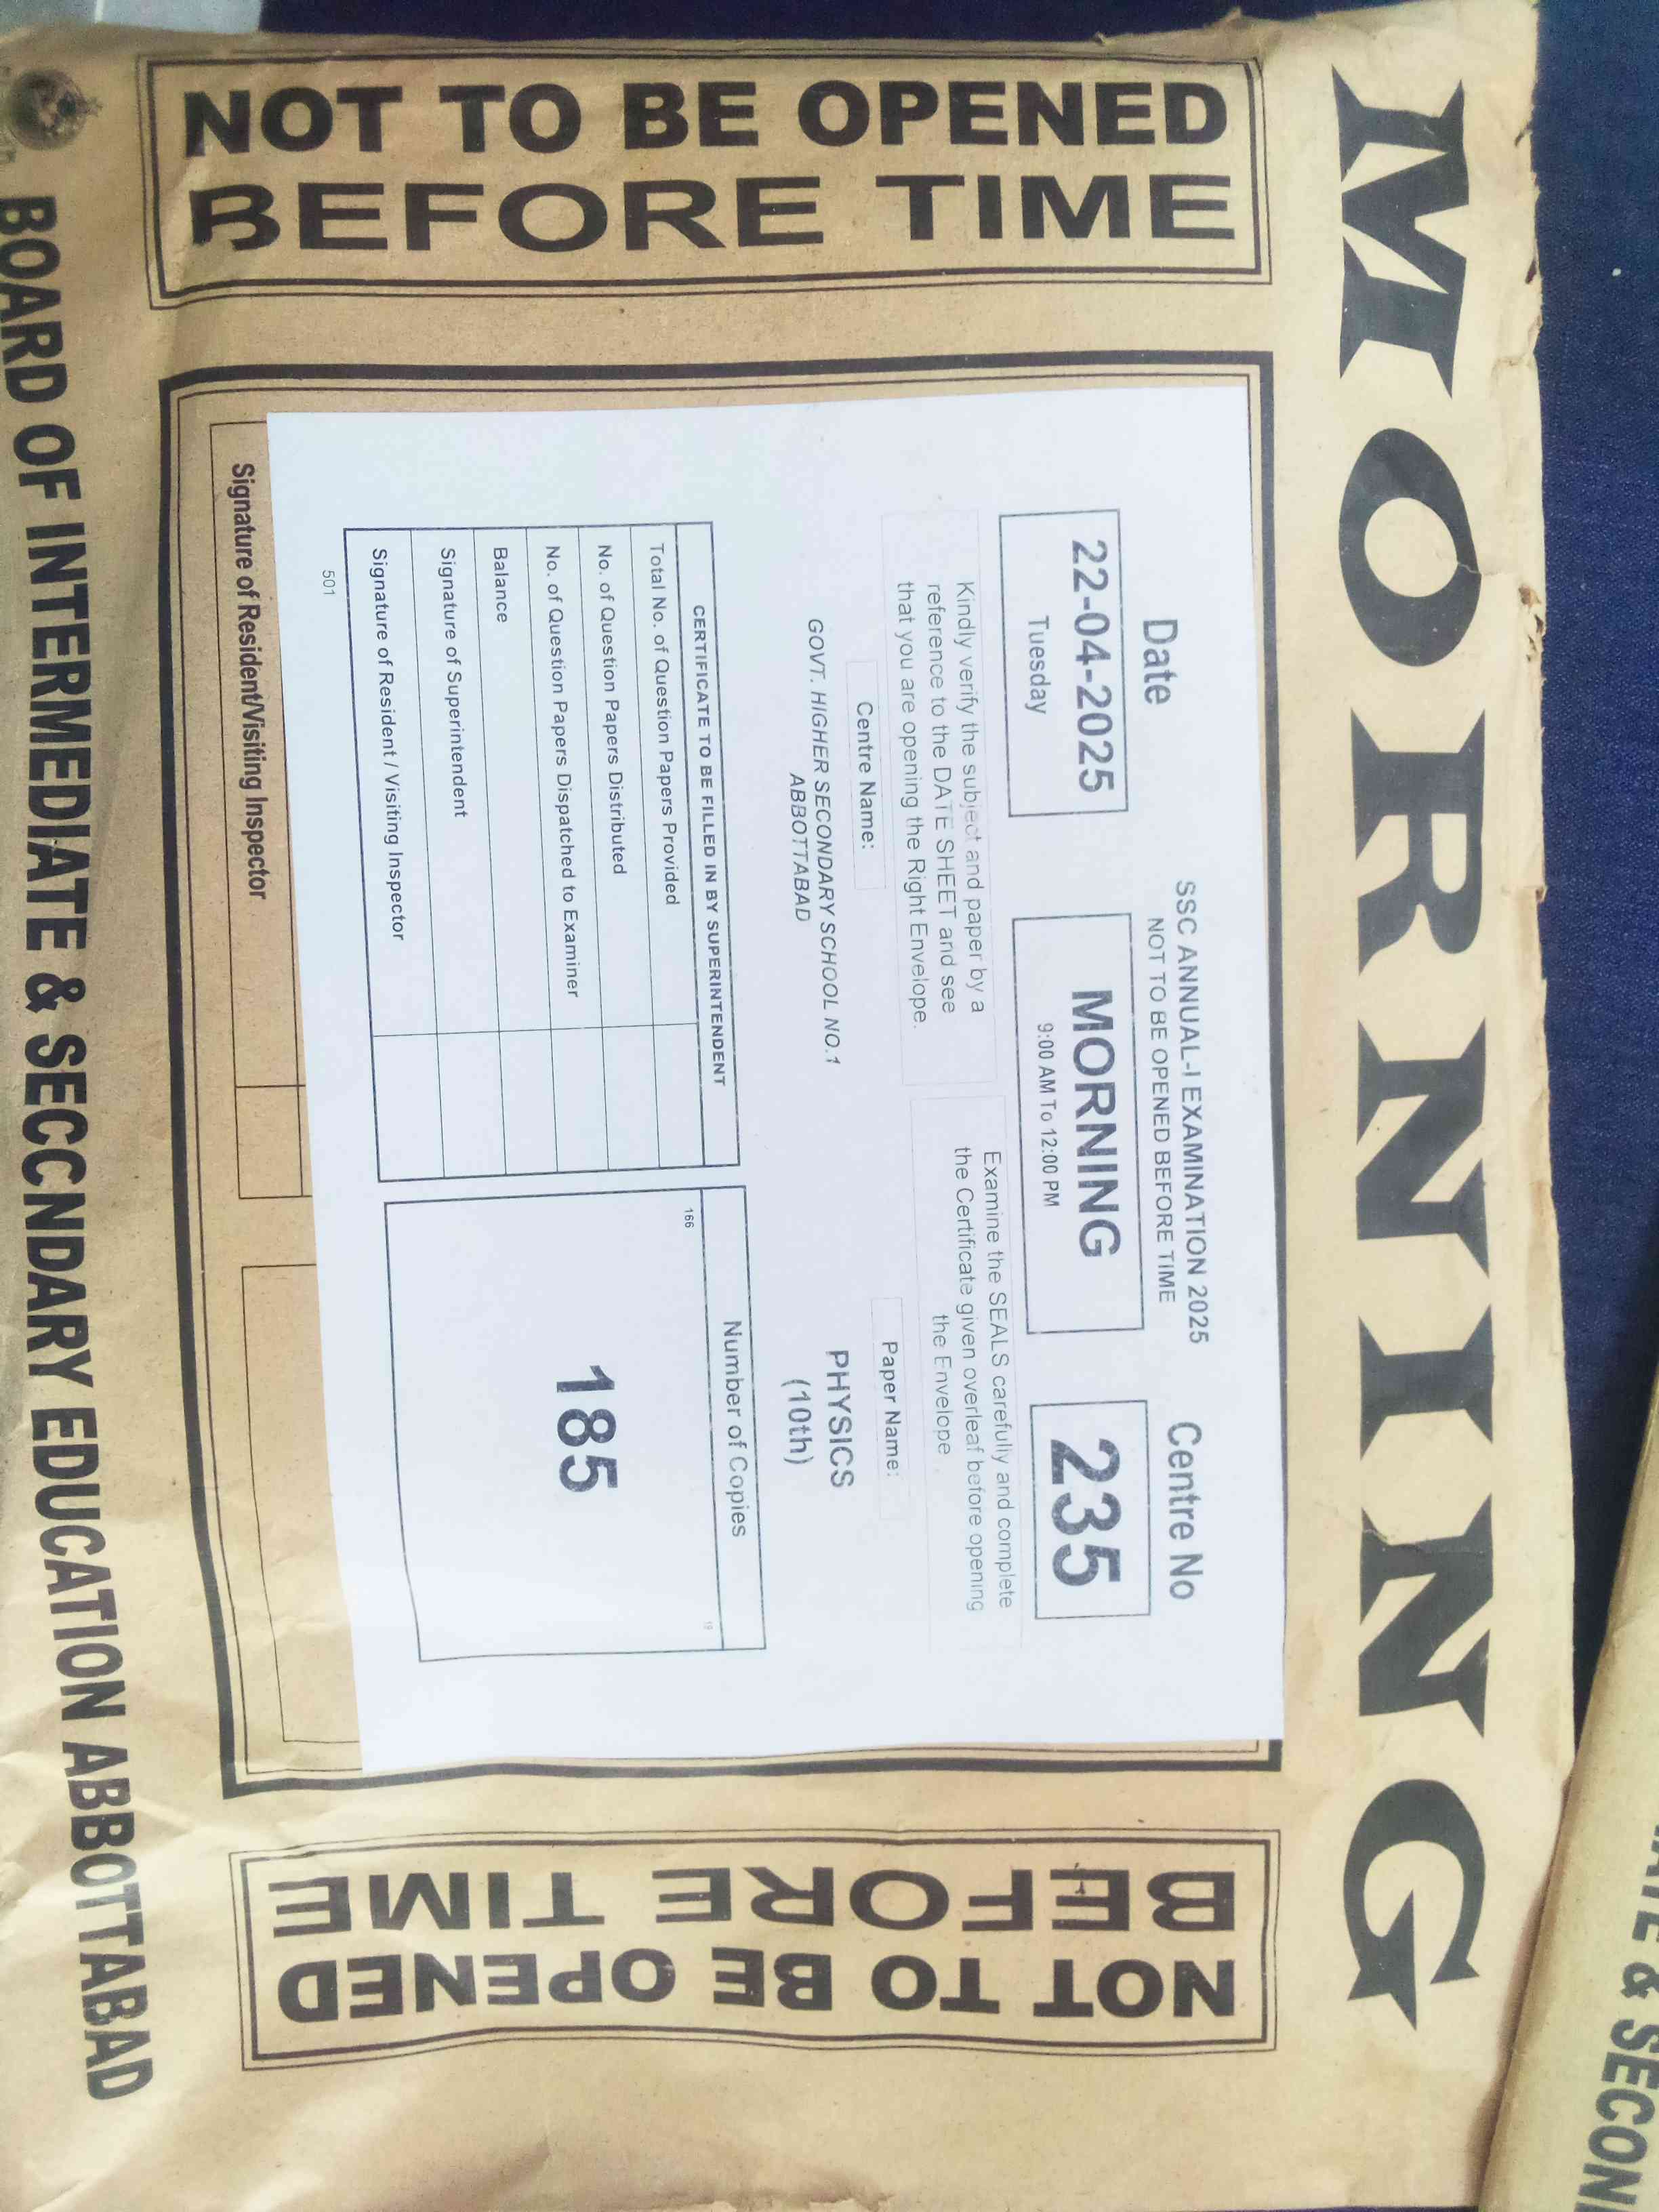 MORNING
NOT TO BE OPENED
BEFORE TIME
SSC ANNUAL-I EXAMINATION 2025
NOT TO BE OPENED BEFORE TIME
Date
22-04-2025
Tuesday
MORNING
9:00 AM To 12:00 PM
Centre No
235
Kindly verify the subject and paper by a
reference to the DATE SHEET and see
that you are opening the Right Envelope.
Examine the SEALS carefully and complete
the Certificate given overleaf before opening
the Envelope
Centre Name:
GOVT. HIGHER SECONDARY SCHOOL NO.1
ABBOTTABAD
Paper Name:
PHYSICS
(10th)
CERTIFICATE TO BE FILLED IN BY SUPERINTENDENT
Total No. of Question Papers Provided
No. of Question Papers Distributed
No. of Question Papers Dispatched to Examiner
Balance
Signature of Superintendent
Signature of Resident / Visiting Inspector
501
Number of Copies
166
19
185
Signature of Resident/Visiting Inspector
NOT TO BE OPENED
BEFORE TIME
BOARD OF INTERMEDIATE & SECCNDARY EDUCATION ABBOTTABAD
& SECON